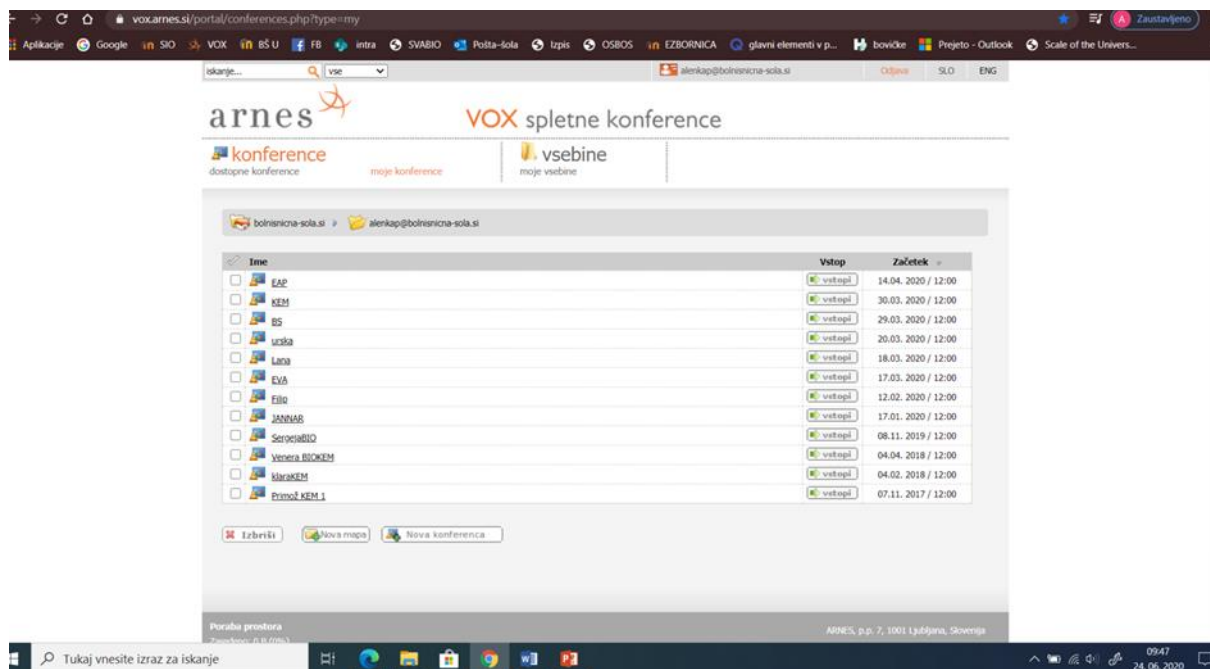 vox.arnes.si/portal/conferences.php?type=my
A Zaustavljeno
Aplikacije Google SIO VOX BŠ U FB intra SVABIO Pošta-šola Izpis OSBOS EZBORNICA glavni elementi v p... bovičke Prejeto - Outlook Scale of the Univers...
iskanje... vse alenkap@bolnisnicna-sola.si Odjava SLO ENG
arnes VOX spletne konference
konference vsebine
dostopne konference moje konference moje vsebine
bolnisnicna-sola.si alenkap@bolnisnicna-sola.si
Ime Vstop Začetek
EAP vstopi 14.04. 2020 / 12:00
KEM vstopi 30.03. 2020 / 12:00
BS vstopi 29.03. 2020 / 12:00
urska vstopi 20.03. 2020 / 12:00
Lana vstopi 18.03. 2020 / 12:00
EVA vstopi 17.03. 2020 / 12:00
Filip vstopi 12.02. 2020 / 12:00
JANNAR vstopi 17.01. 2020 / 12:00
SergejaBIO vstopi 08.11. 2019 / 12:00
Venera BIOKEM vstopi 04.04. 2018 / 12:00
klaraKEM vstopi 04.02. 2018 / 12:00
Primož KEM 1 vstopi 07.11. 2017 / 12:00
Izbriši Nova mapa Nova konferenca
Poraba prostora ARNES, p.p. 7, 1001 Ljubljana, Slovenija
Zasedeno: 0 B (0%)
Tukaj vnesite izraz za iskanje
09:47
24. 06. 2020